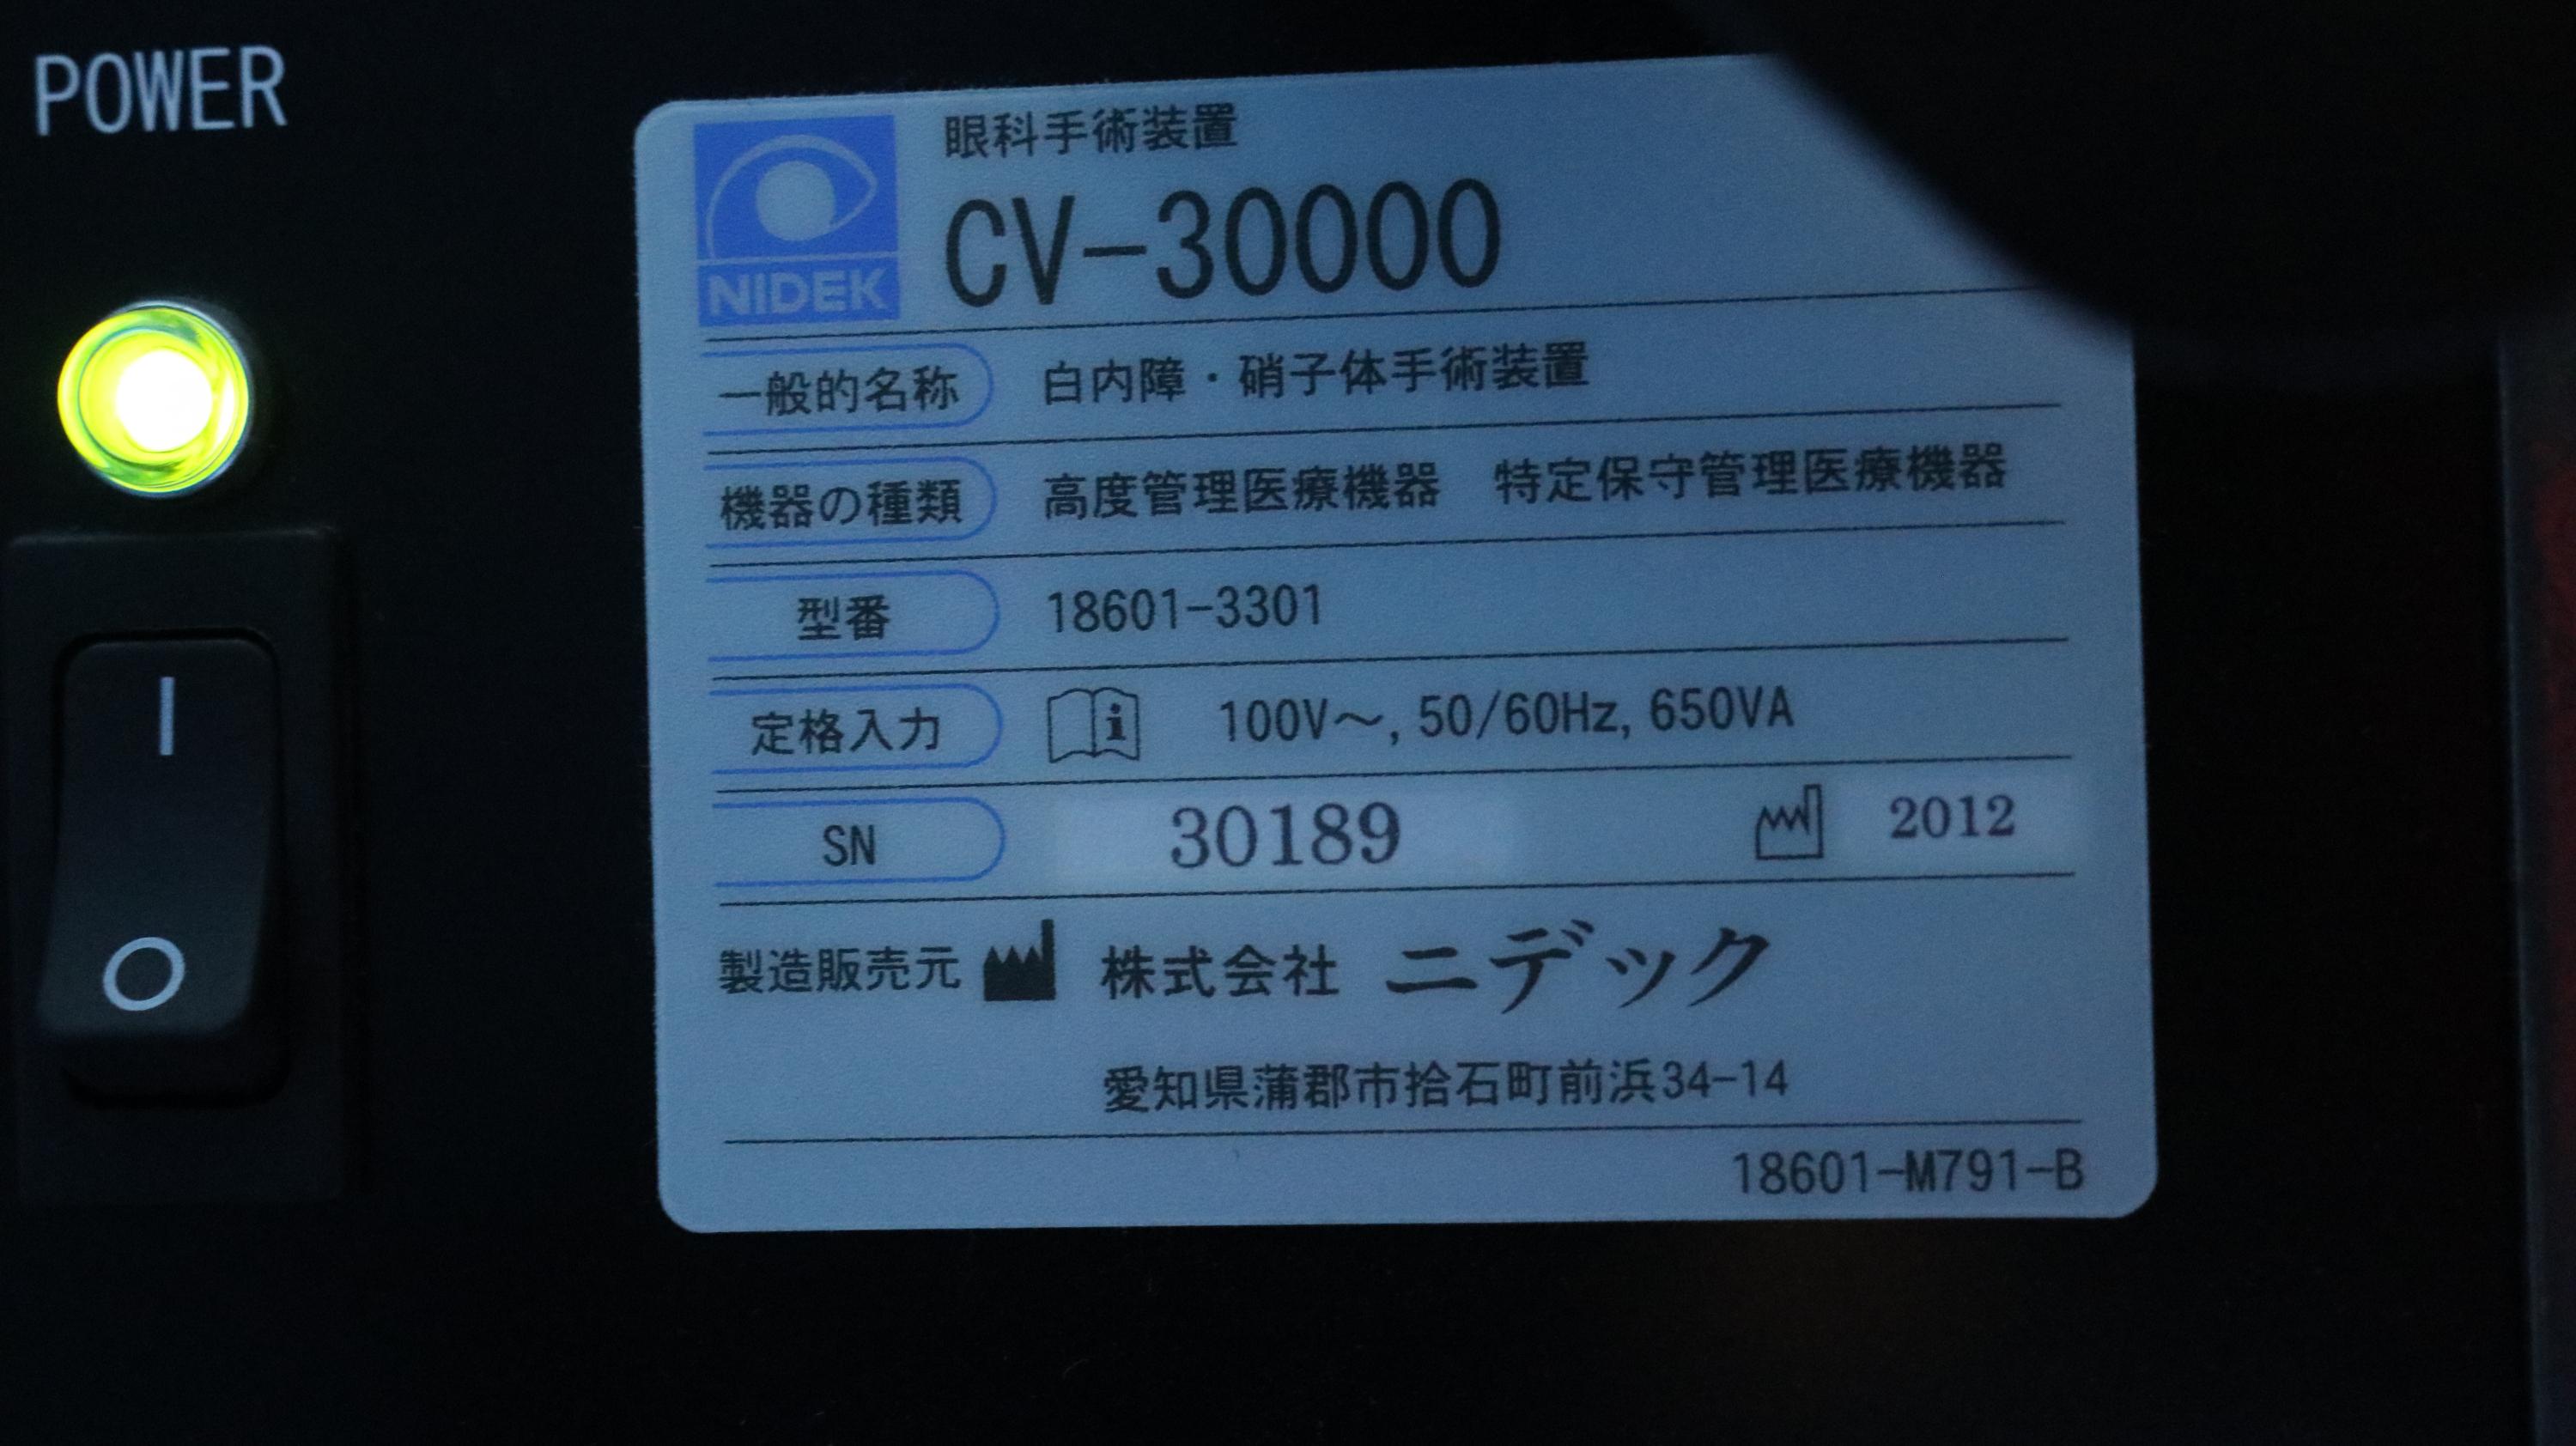 POWER
眼科手術装置
CV-30000
NIDEK
一般的名称 白内障・硝子体手術装置
機器の種類 高度管理医療機器 特定保守管理医療機器
型番 18601-3301
定格入力 100V～, 50/60Hz, 650VA
SN 30189 2012
製造販売元 株式会社 ニデック
愛知県蒲郡市拾石町前浜34-14
18601-M791-B